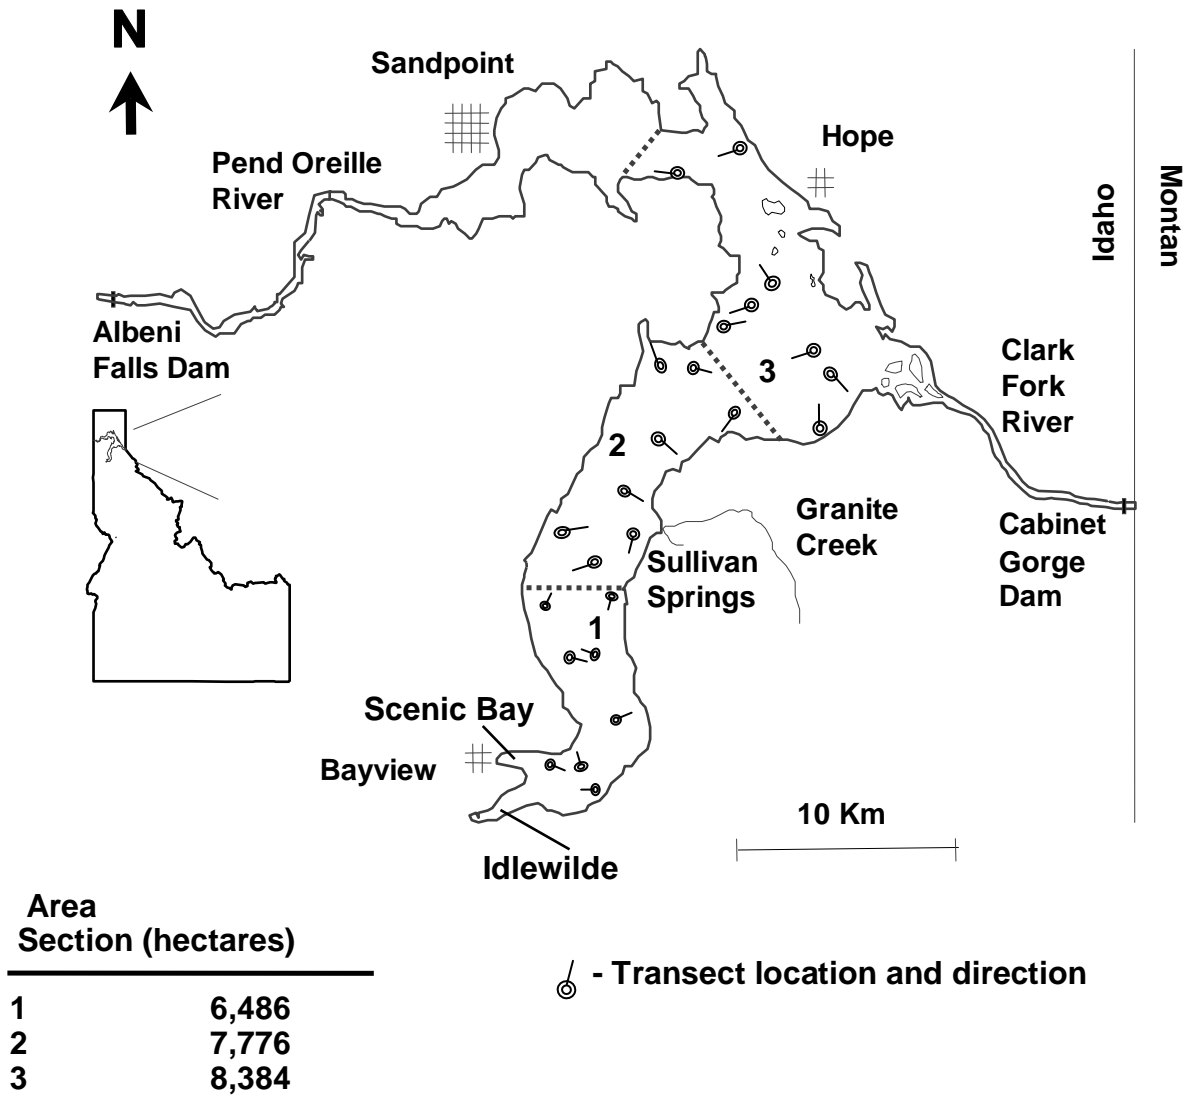 N
Sandpoint
Hope
Pend Oreille
River
Idaho
Montan
Albeni
Falls Dam
3
Clark
Fork
River
2
Granite
Creek
Cabinet
Gorge
Dam
Sullivan
Springs
1
Scenic Bay
Bayview
10 Km
Idlewilde
Area
Section (hectares)
- Transect location and direction
1 6,486
2 7,776
3 8,384